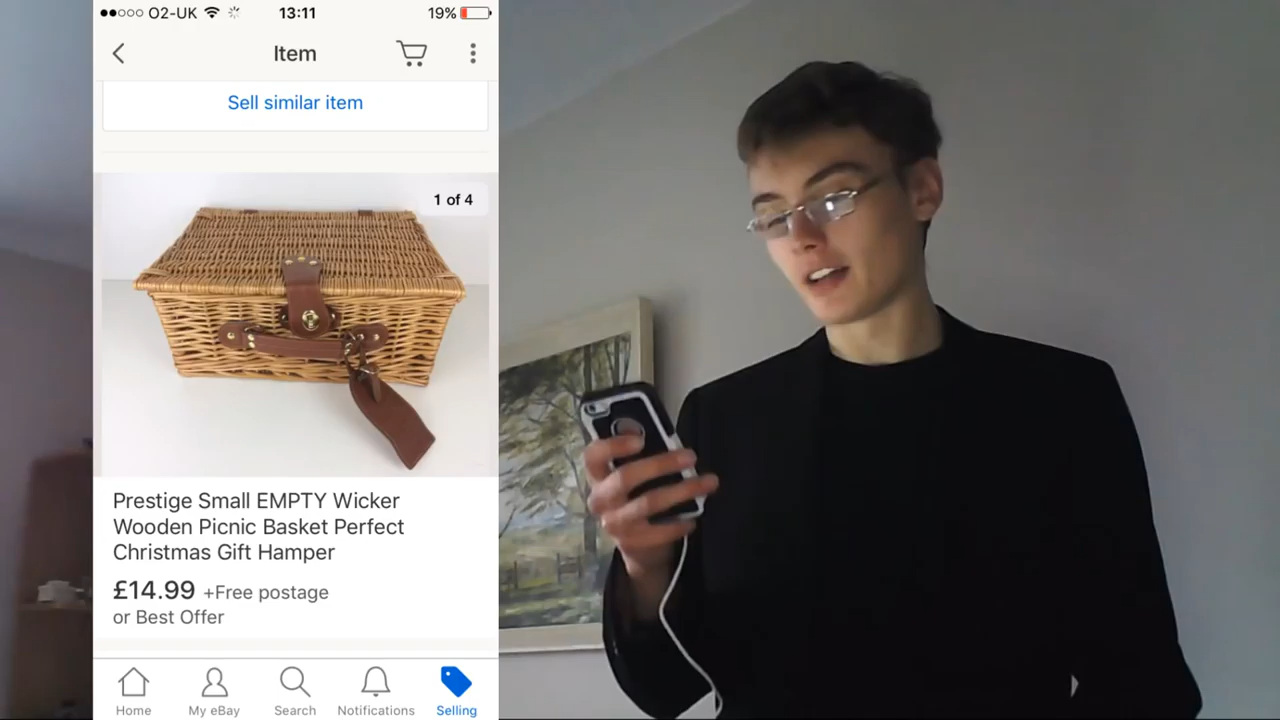 O2-UK 13:11 19%
Item
Sell similar item
1 of 4
Prestige Small EMPTY Wicker
Wooden Picnic Basket Perfect
Christmas Gift Hamper
£14.99 +Free postage
or Best Offer
Home My eBay Search Notifications Selling